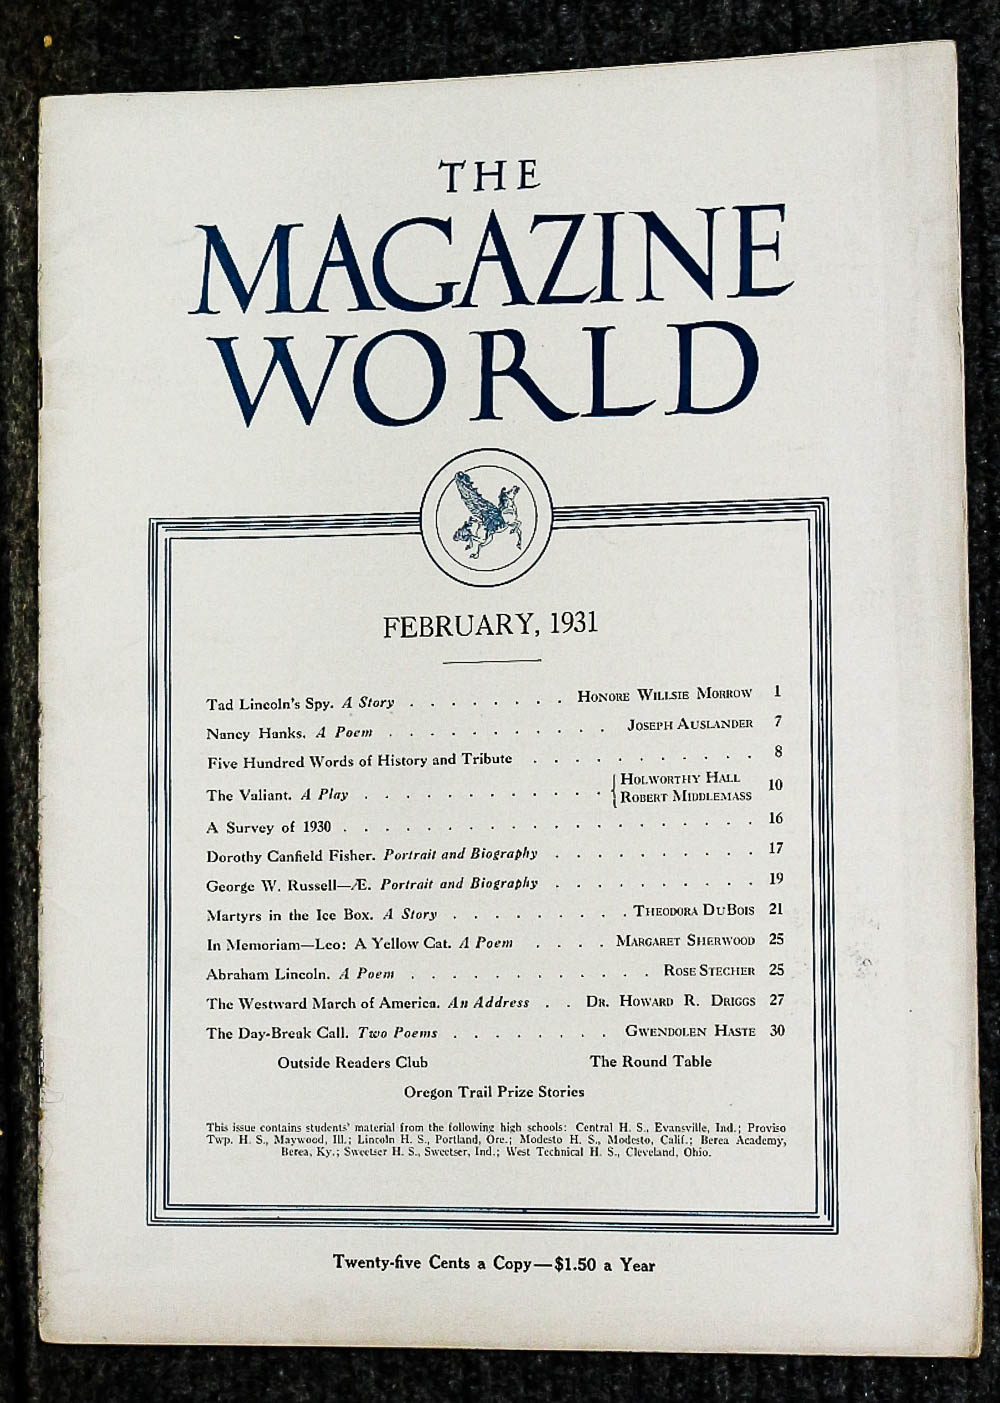 THE
MAGAZINE
WORLD
FEBRUARY, 1931
Tad Lincoln's Spy. A Story . . . . . . . . HONORE WILLSIE MORROW 1
Nancy Hanks. A Poem . . . . . . . . . . . JOSEPH AUSLANDER 7
Five Hundred Words of History and Tribute . . . . . . . . . . 8
The Valiant. A Play . . . . . . . . . . . . { HOLWORTHY HALL
ROBERT MIDDLEMASS 10
A Survey of 1930 . . . . . . . . . . . . . . . . . . . . 16
Dorothy Canfield Fisher. Portrait and Biography . . . . . . . . . . 17
George W. Russell—Æ. Portrait and Biography . . . . . . . . . . 19
Martyrs in the Ice Box. A Story . . . . . . . . . THEODORA DUBOIS 21
In Memoriam—Leo: A Yellow Cat. A Poem . . . . MARGARET SHERWOOD 25
Abraham Lincoln. A Poem . . . . . . . . . . . . ROSE STECHER 25
The Westward March of America. An Address . . DR. HOWARD R. DRIGGS 27
The Day-Break Call. Two Poems . . . . . . . . GWENDOLEN HASTE 30
Outside Readers Club The Round Table
Oregon Trail Prize Stories
This issue contains students' material from the following high schools: Central H. S., Evansville, Ind.; Proviso
Twp. H. S., Maywood, Ill.; Lincoln H. S., Portland, Ore.; Modesto H. S., Modesto, Calif.; Berea Academy,
Berea, Ky.; Sweetser H. S., Sweetser, Ind.; West Technical H. S., Cleveland, Ohio.
Twenty-five Cents a Copy—$1.50 a Year